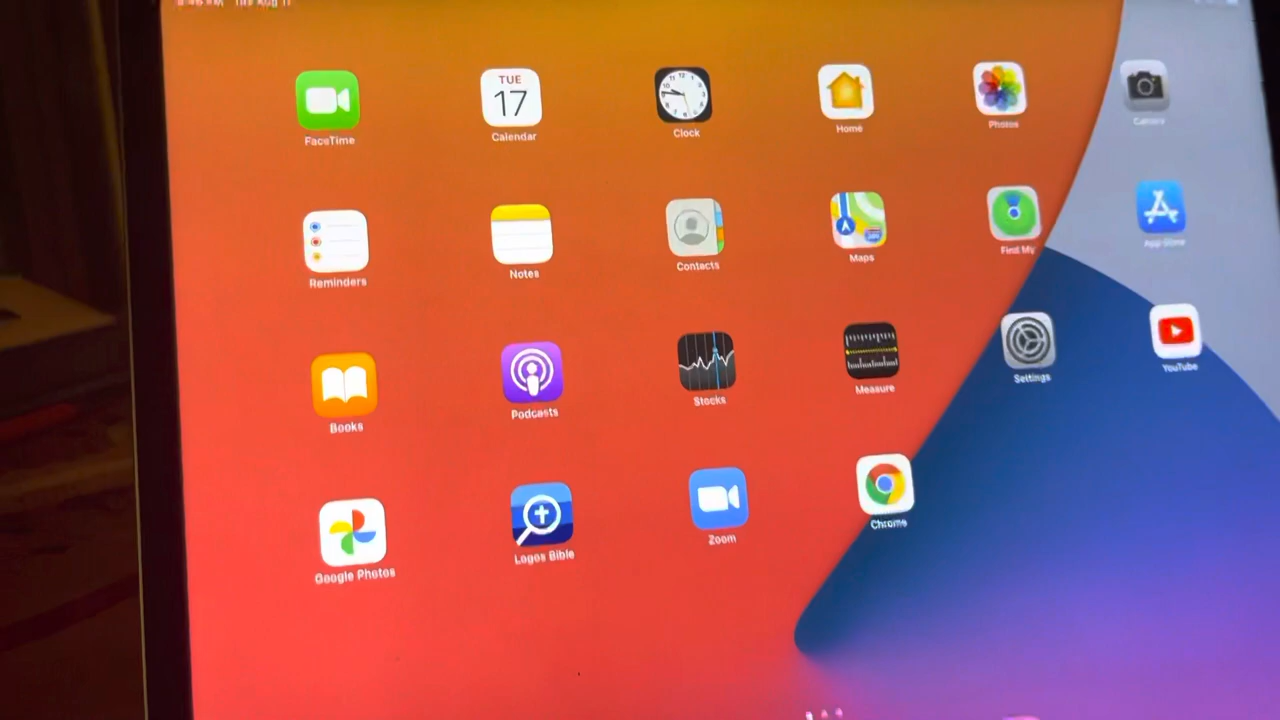 FaceTime
TUE
17
Calendar
Clock
Home
Photos
Camera
Reminders
Notes
Contacts
Maps
Find My
App Store
Books
Podcasts
Stocks
Measure
Settings
YouTube
Google Photos
Logos Bible
Zoom
Chrome